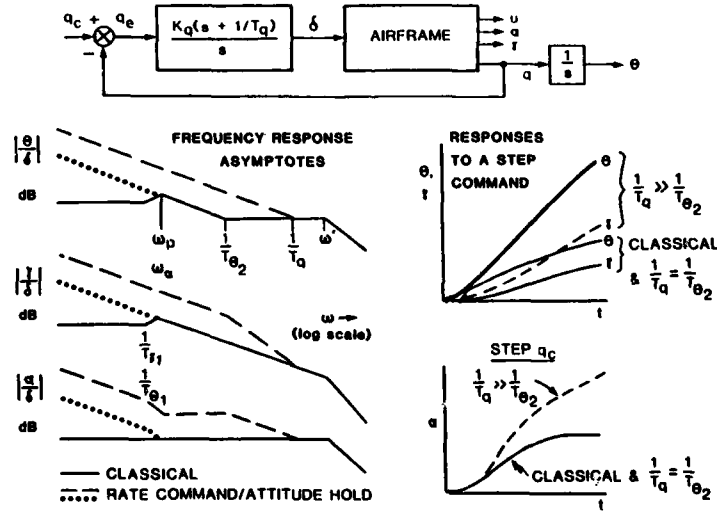 q_c + q_e
K_q(s + 1/T_q)
s
δ
AIRFRAME
υ
α
γ
q
1
s
θ
−
FREQUENCY RESPONSE
ASYMPTOTES
|θ/δ|
dB
ω_p
1/T_θ2
1/T_q
ω'
ω_α
|γ/δ|
dB
ω →
(log scale)
1/T_γ1
1/T_θ1
|α/δ|
dB
CLASSICAL
RATE COMMAND/ATTITUDE HOLD
RESPONSES
TO A STEP
COMMAND
θ,
γ
θ
1/T_q ≫ 1/T_θ2
γ
θ
CLASSICAL
γ
& 1/T_q = 1/T_θ2
t
STEP q_c
1/T_q ≫ 1/T_θ2
α
CLASSICAL & 1/T_q = 1/T_θ2
t